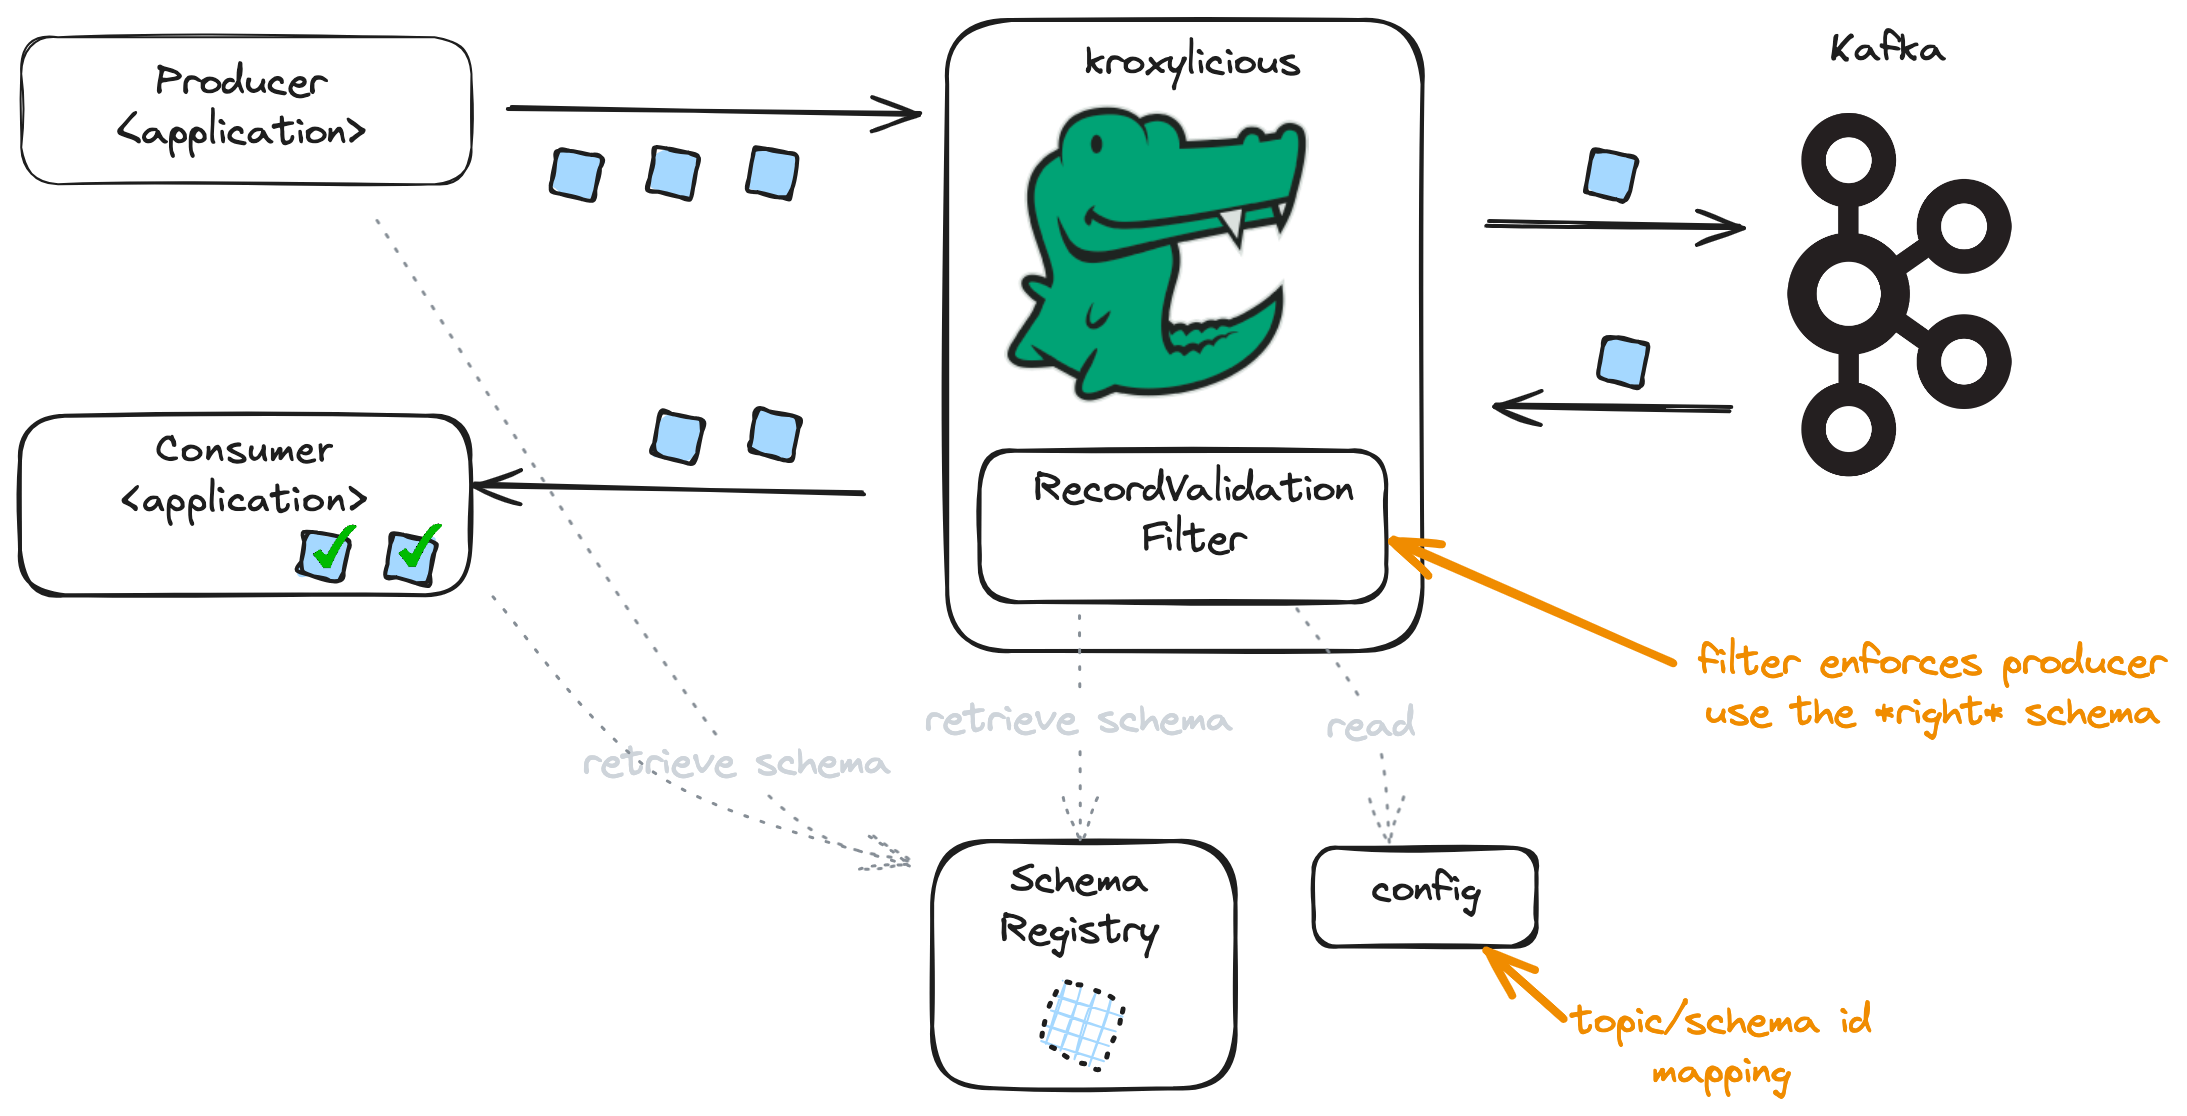 Producer
<application>
kroxylicious
Kafka
Consumer
<application>
RecordValidation
Filter
filter enforces producer
use the *right* schema
retrieve schema
read
retrieve schema
Schema
Registry
config
topic/schema id
mapping